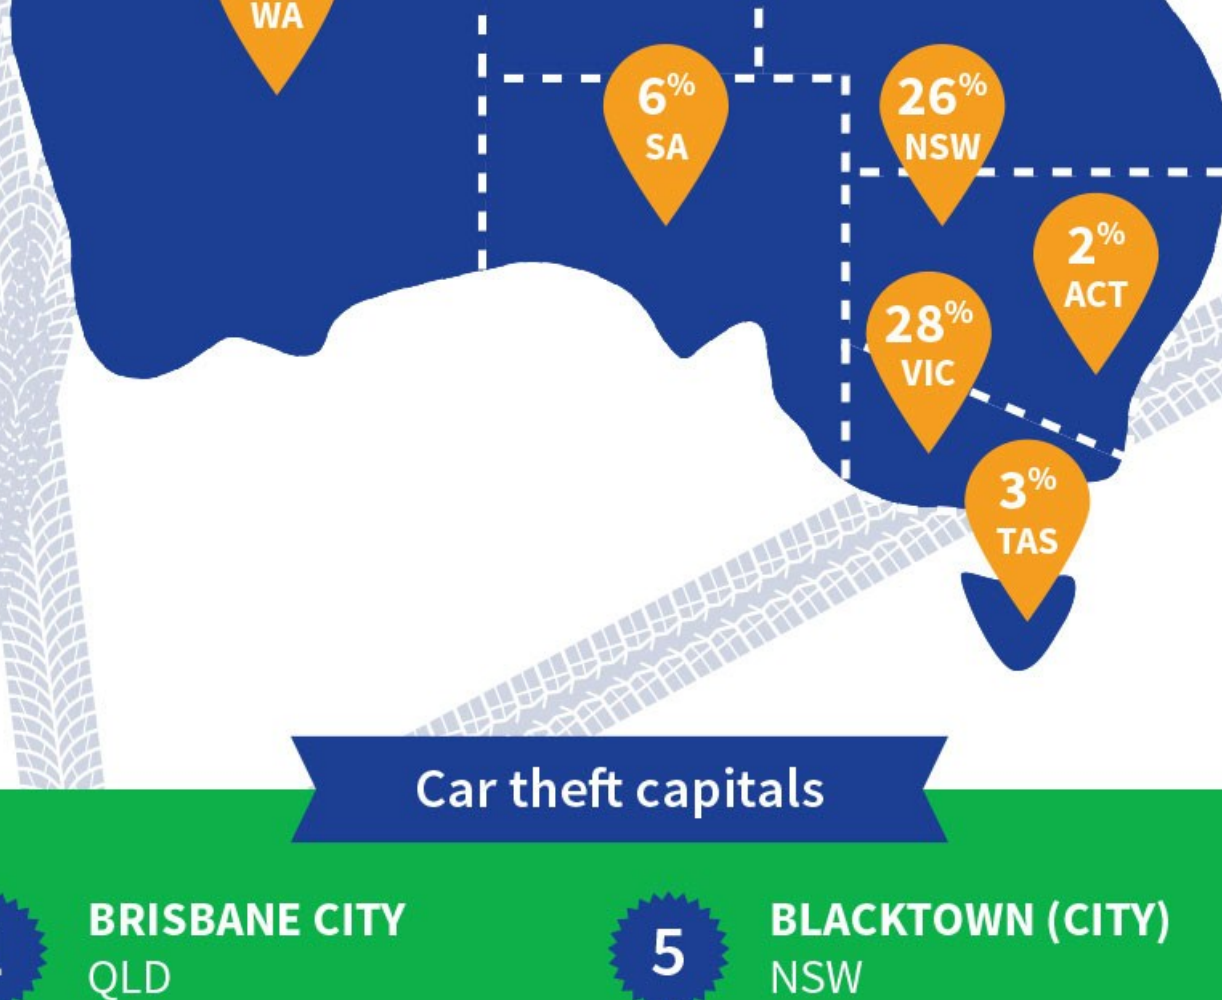 WA
6%
SA
26%
NSW
2%
ACT
28%
VIC
3%
TAS
Car theft capitals
BRISBANE CITY
QLD
5
BLACKTOWN (CITY)
NSW